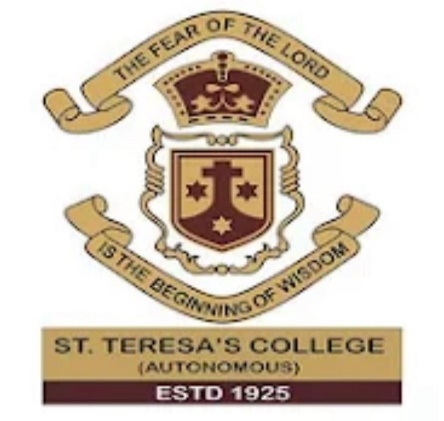 THE FEAR OF THE LORD
IS THE BEGINNING OF WISDOM
ST. TERESA'S COLLEGE
(AUTONOMOUS)
ESTD 1925